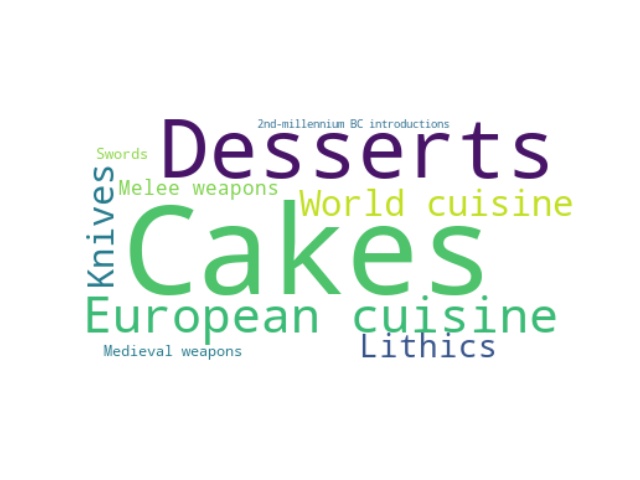 2nd-millennium BC introductions
Desserts
Swords
Knives
Melee weapons
World cuisine
Cakes
European cuisine
Lithics
Medieval weapons